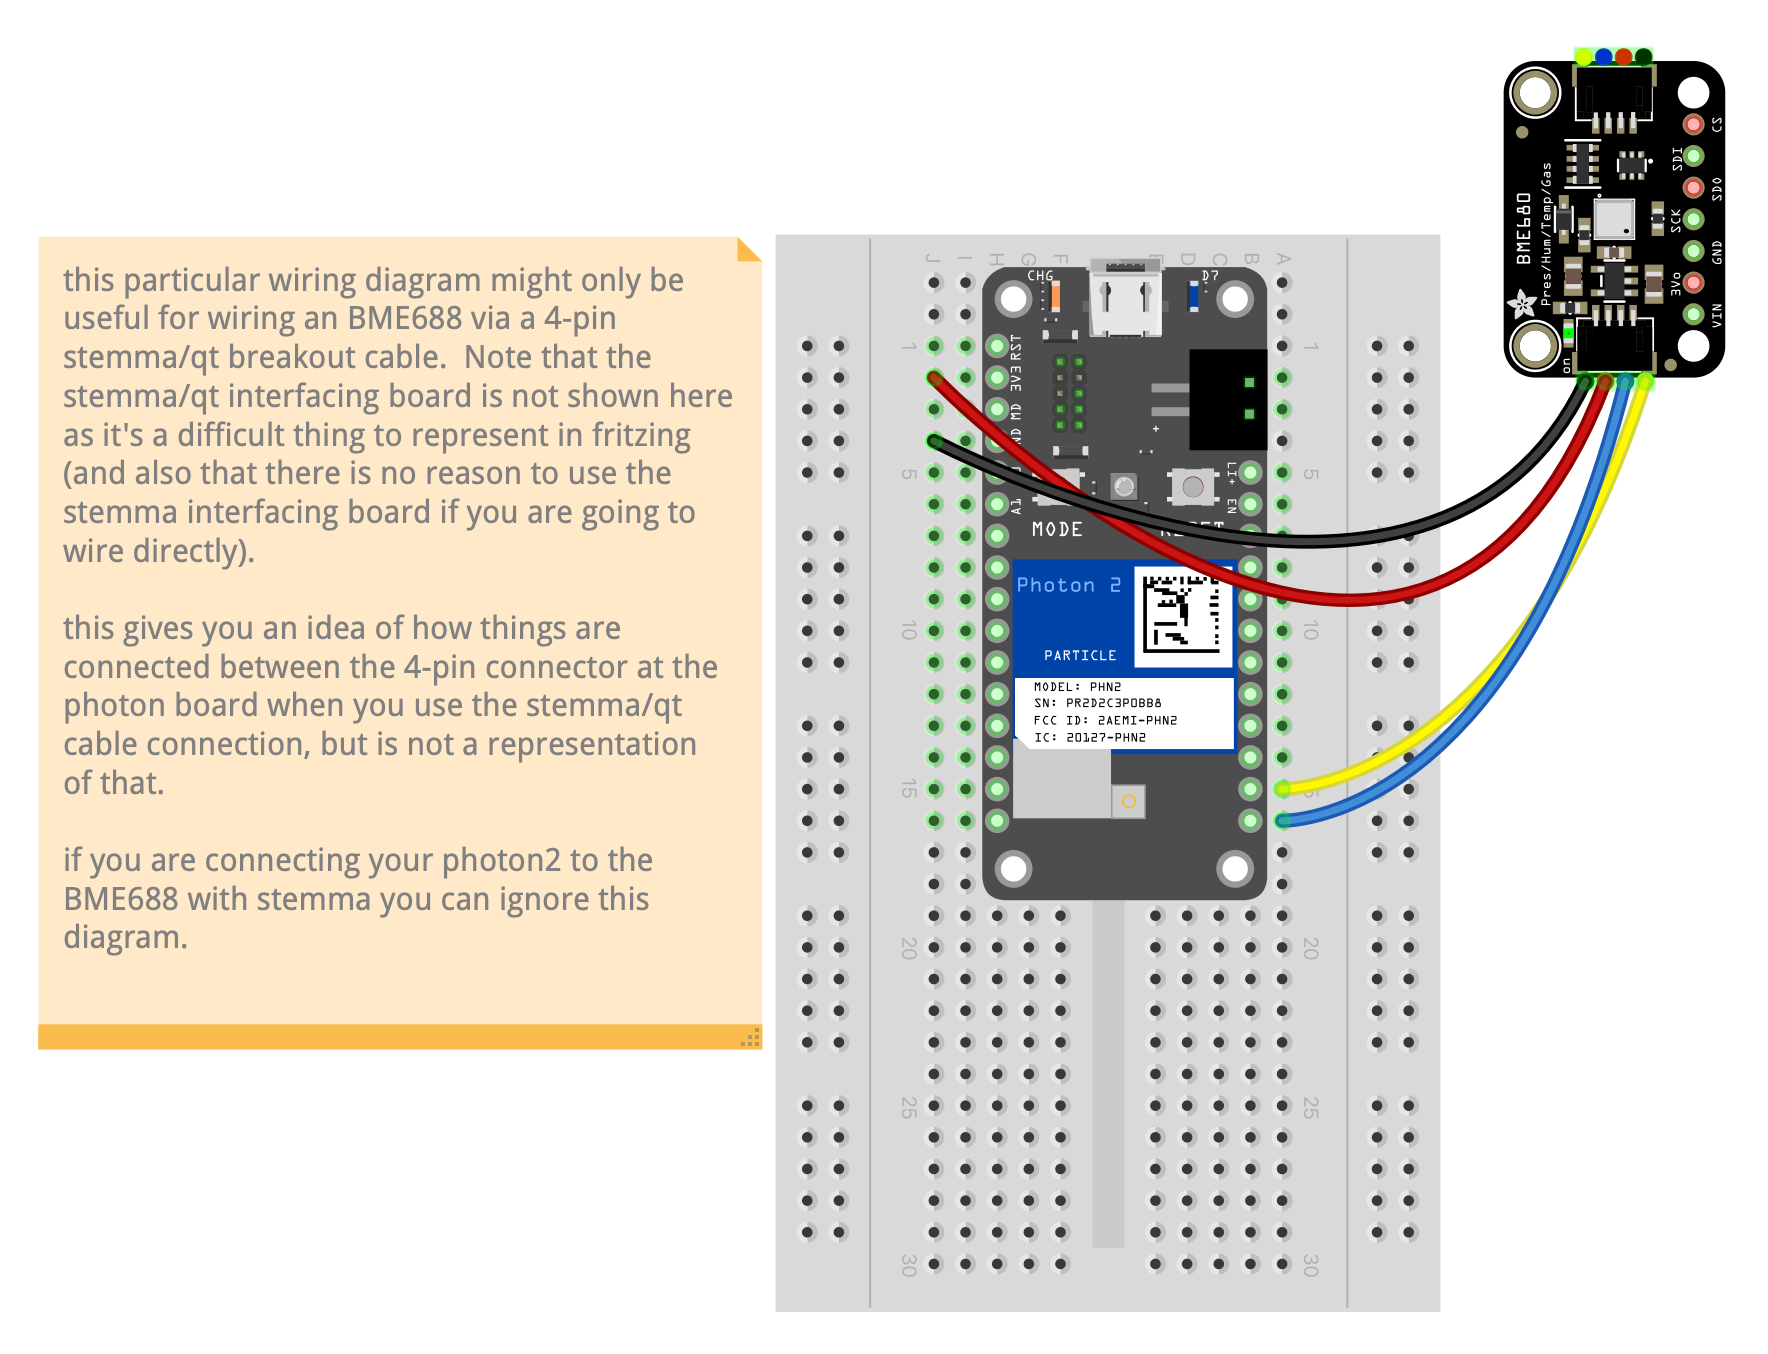 this particular wiring diagram might only be
useful for wiring an BME688 via a 4-pin
stemma/qt breakout cable.  Note that the
stemma/qt interfacing board is not shown here
as it's a difficult thing to represent in fritzing
(and also that there is no reason to use the
stemma interfacing board if you are going to
wire directly).
this gives you an idea of how things are
connected between the 4-pin connector at the
photon board when you use the stemma/qt
cable connection, but is not a representation
of that.
if you are connecting your photon2 to the
BME688 with stemma you can ignore this
diagram.
J I H G F D C B A
CHG
D7
RST
3V3
MD
LI+
EN
A1
MODE
Photon 2
PARTICLE
MODEL: PHN2
SN: PR2D2C3P0BB8
FCC ID: 2AEMI-PHN2
IC: 20127-PHN2
1
5
10
15
20
25
30
1
5
10
20
25
30
BME680
Pres/Hum/Temp/Gas
CS
SDI
SDO
SCK
GND
3Vo
VIN
on